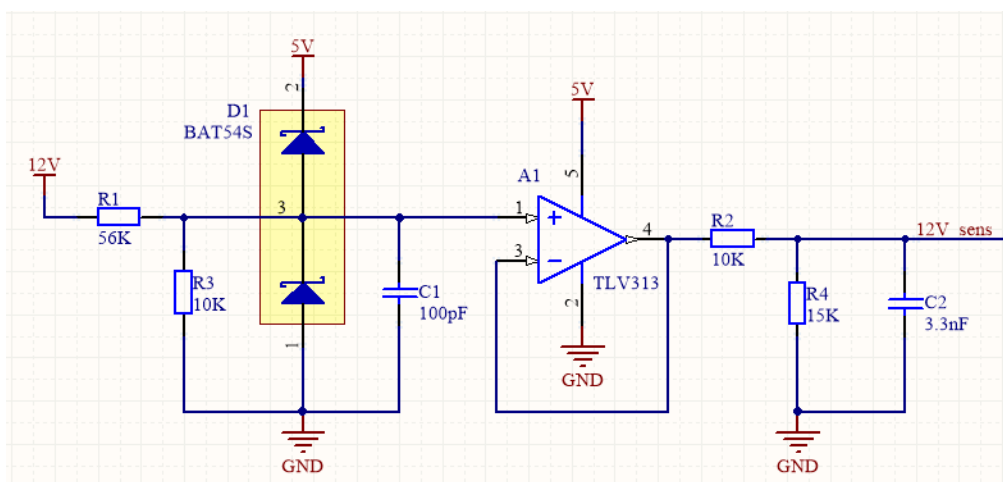 5V
2
D1
BAT54S
12V
R1
56K
3
R3
10K
C1
100pF
1
GND
5V
5
A1
1
+
3
−
4
TLV313
2
GND
R2
10K
12V_sens
R4
15K
C2
3.3nF
GND